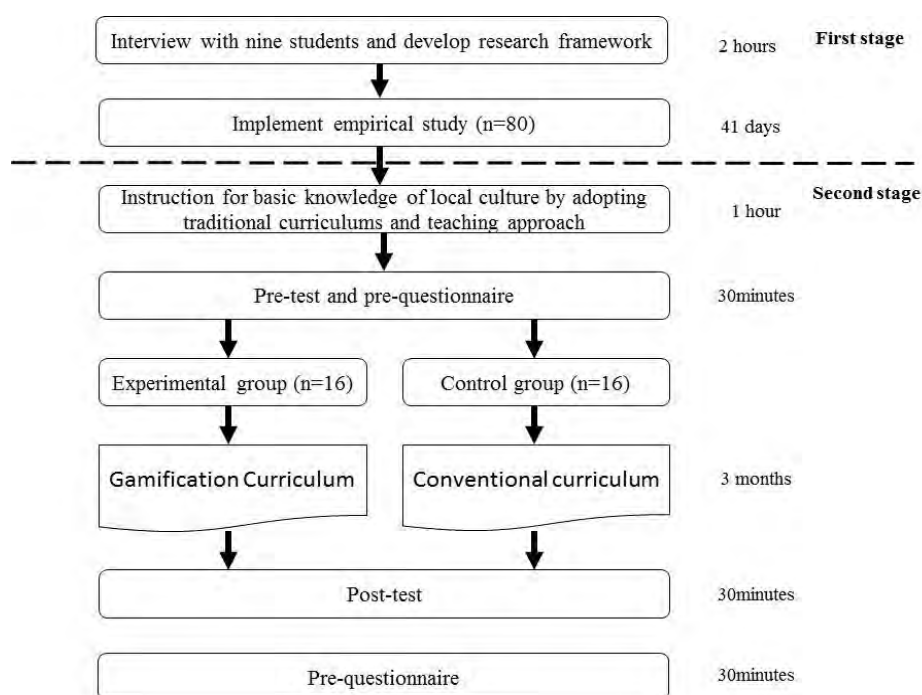 Interview with nine students and develop research framework
2 hours
First stage
Implement empirical study (n=80)
41 days
Second stage
Instruction for basic knowledge of local culture by adopting
traditional curriculums and teaching approach
1 hour
Pre-test and pre-questionnaire
30minutes
Experimental group (n=16)
Control group (n=16)
Gamification Curriculum
Conventional curriculum
3 months
Post-test
30minutes
Pre-questionnaire
30minutes